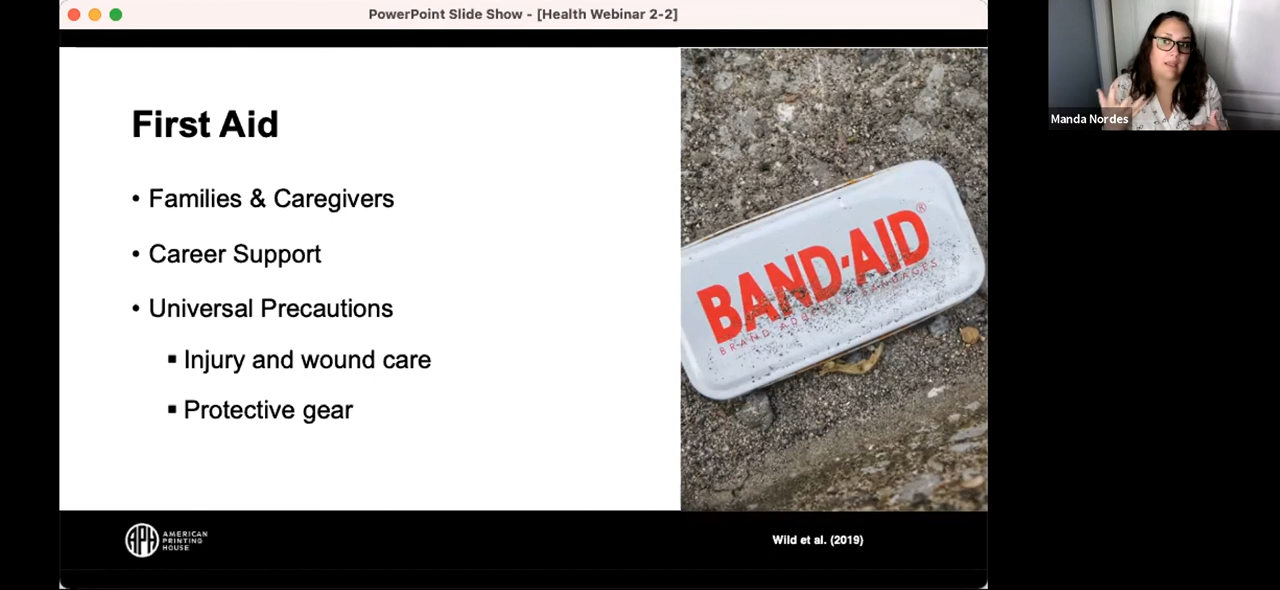 PowerPoint Slide Show - [Health Webinar 2-2]
First Aid
• Families & Caregivers
• Career Support
• Universal Precautions
▪ Injury and wound care
▪ Protective gear
BAND-AID®
Manda Nordes
APH
AMERICAN
PRINTING
HOUSE
Wild et al. (2019)